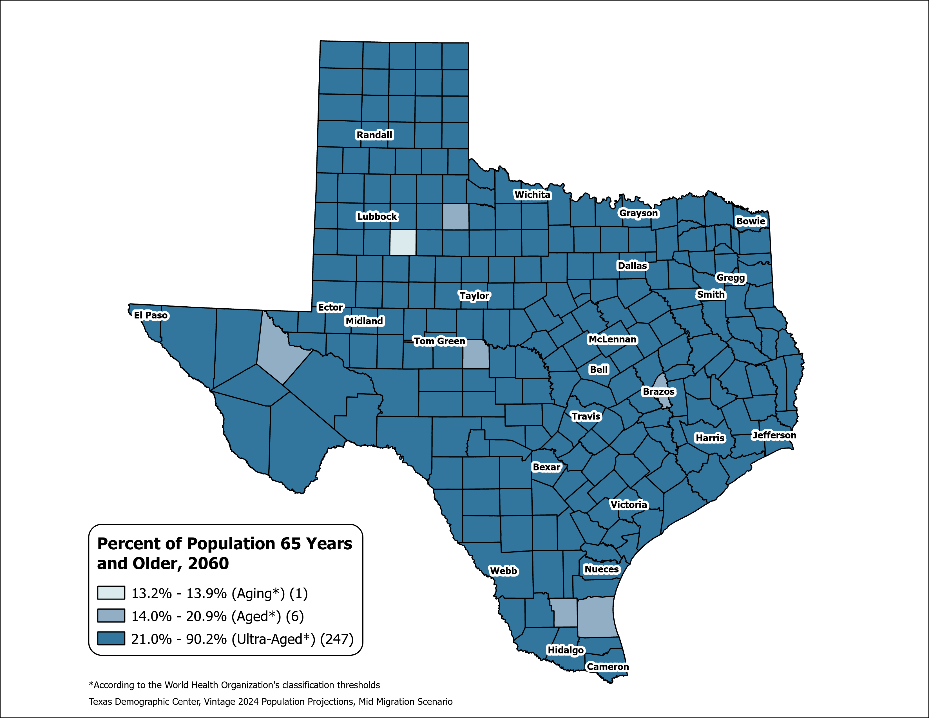 Randall
Wichita
Lubbock
Grayson
Bowie
Dallas
Gregg
Smith
Taylor
Ector
El Paso
Midland
McLennan
Tom Green
Bell
Brazos
Travis
Harris
Jefferson
Bexar
Victoria
Webb
Nueces
Hidalgo
Cameron
Percent of Population 65 Years
and Older, 2060
13.2% - 13.9% (Aging*) (1)
14.0% - 20.9% (Aged*) (6)
21.0% - 90.2% (Ultra-Aged*) (247)
*According to the World Health Organization's classification thresholds
Texas Demographic Center, Vintage 2024 Population Projections, Mid Migration Scenario